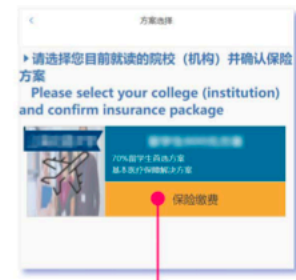 方案选择
▸请选择您目前就读的院校（机构）并确认保险
方案
Please select your college (institution)
and confirm insurance package
70%留学生首选方案
基本医疗保障解决方案
保险缴费